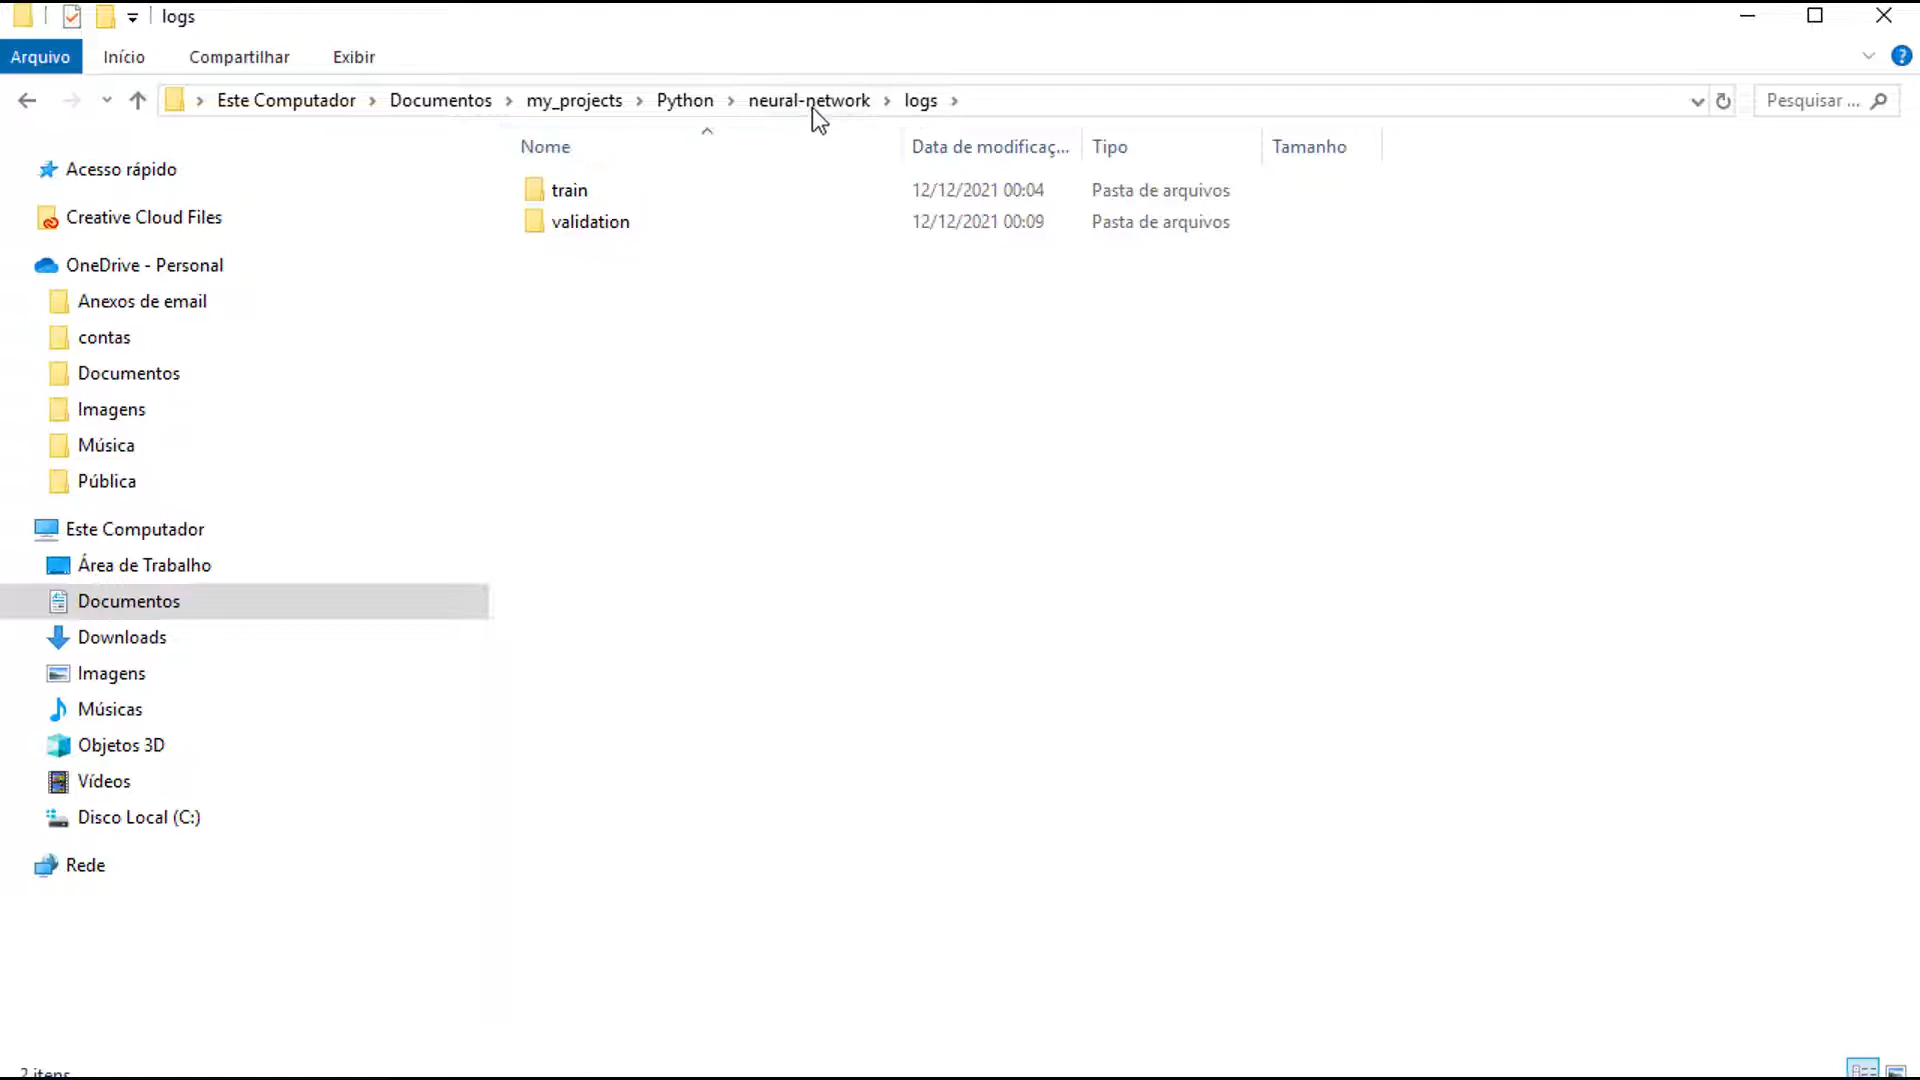 logs
Arquivo Início Compartilhar Exibir
Este Computador Documentos my_projects Python neural-network logs Pesquisar ...
Nome Data de modificaç... Tipo Tamanho
train 12/12/2021 00:04 Pasta de arquivos
validation 12/12/2021 00:09 Pasta de arquivos
Acesso rápido
Creative Cloud Files
OneDrive - Personal
Anexos de email
contas
Documentos
Imagens
Música
Pública
Este Computador
Área de Trabalho
Documentos
Downloads
Imagens
Músicas
Objetos 3D
Vídeos
Disco Local (C:)
Rede
2 itens